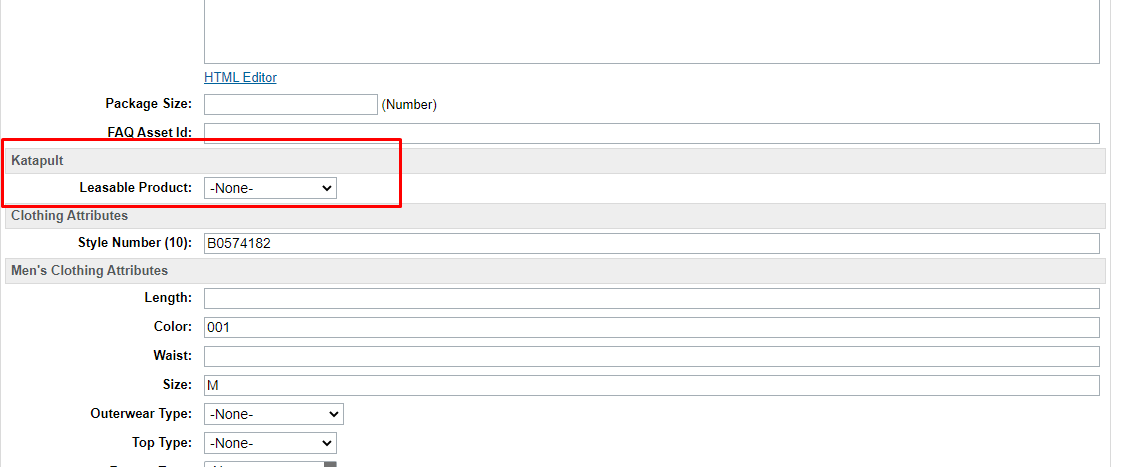 HTML Editor
Package Size: (Number)
FAQ Asset Id:
Katapult
Leasable Product: -None-
Clothing Attributes
Style Number (10): B0574182
Men's Clothing Attributes
Length:
Color: 001
Waist:
Size: M
Outerwear Type: -None-
Top Type: -None-